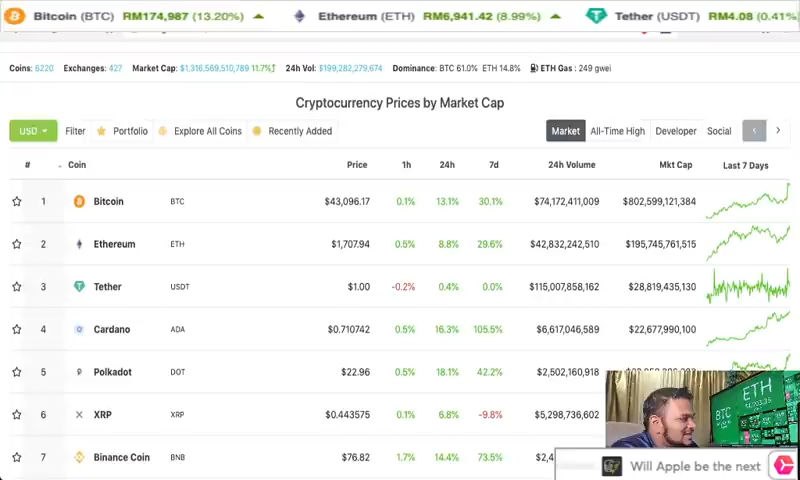 Bitcoin (BTC) RM174,987 (13.20%) Ethereum (ETH) RM6,941.42 (8.99%) Tether (USDT) RM4.08 (0.41%)
Coins: 6220 Exchanges: 427 Market Cap: $1,316,569,510,789 11.7% 24h Vol: $199,282,279,674 Dominance: BTC 61.0% ETH 14.8% ETH Gas: 249 gwei
Cryptocurrency Prices by Market Cap
USD Filter Portfolio Explore All Coins Recently Added Market All-Time High Developer Social
# Coin Price 1h 24h 7d 24h Volume Mkt Cap Last 7 Days
1 Bitcoin BTC $43,096.17 0.1% 13.1% 30.1% $74,172,411,009 $802,599,121,384
2 Ethereum ETH $1,707.94 0.5% 8.8% 29.6% $42,832,242,510 $195,745,761,515
3 Tether USDT $1.00 -0.2% 0.4% 0.0% $115,007,858,162 $28,819,435,130
4 Cardano ADA $0.710742 0.5% 16.3% 105.5% $6,617,046,589 $22,677,990,100
5 Polkadot DOT $22.96 0.5% 18.1% 42.2% $2,502,160,918
6 XRP XRP $0.443575 0.1% 6.8% -9.8% $5,298,736,602
7 Binance Coin BNB $76.82 1.7% 14.4% 73.5%
ETH
BTC
Will Apple be the next